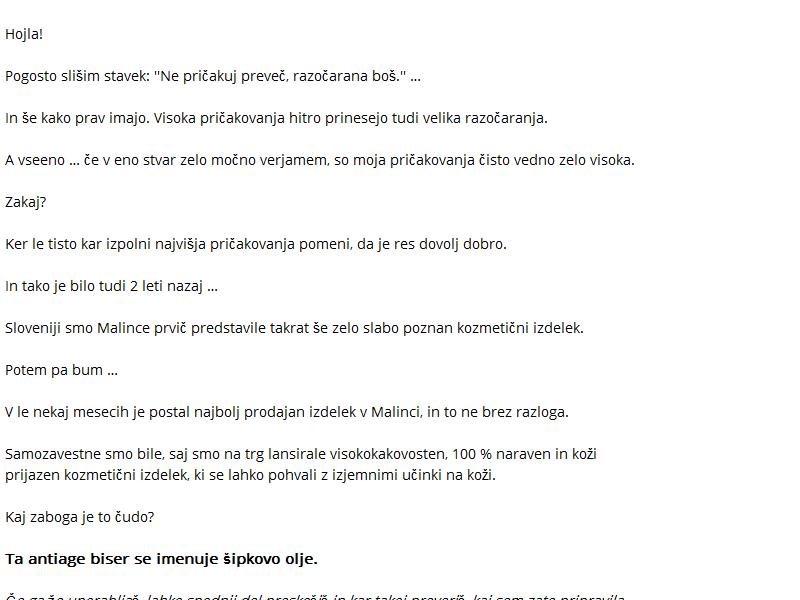 Hojla!
Pogosto slišim stavek: "Ne pričakuj preveč, razočarana boš." ...
In še kako prav imajo. Visoka pričakovanja hitro prinesejo tudi velika razočaranja.
A vseeno ... če v eno stvar zelo močno verjamem, so moja pričakovanja čisto vedno zelo visoka.
Zakaj?
Ker le tisto kar izpolni najvišja pričakovanja pomeni, da je res dovolj dobro.
In tako je bilo tudi 2 leti nazaj ...
Sloveniji smo Malince prvič predstavile takrat še zelo slabo poznan kozmetični izdelek.
Potem pa bum ...
V le nekaj mesecih je postal najbolj prodajan izdelek v Malinci, in to ne brez razloga.
Samozavestne smo bile, saj smo na trg lansirale visokokakovosten, 100 % naraven in koži
prijazen kozmetični izdelek, ki se lahko pohvali z izjemnimi učinki na koži.
Kaj zaboga je to čudo?
Ta antiage biser se imenuje šipkovo olje.